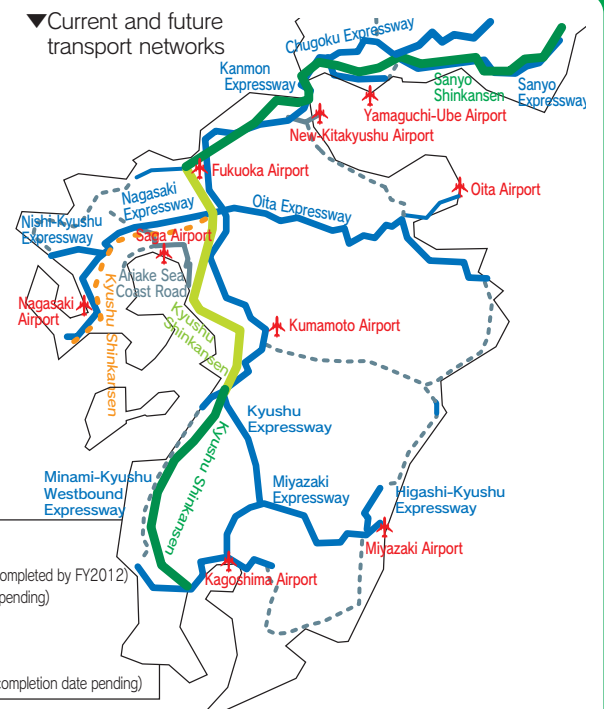 ▼Current and future
transport networks
Chugoku Expressway
Kanmon
Expressway
Sanyo
Shinkansen
Sanyo
Expressway
Yamaguchi-Ube Airport
New-Kitakyushu Airport
Fukuoka Airport
Nagasaki
Expressway
Oita Expressway
Oita Airport
Nishi-Kyushu
Expressway
Saga Airport
Ariake Sea
Coast Road
Nagasaki
Airport
Kyushu Shinkansen
Kyushu
Shinkansen
Kumamoto Airport
Kyushu
Expressway
Kyushu Shinkansen
Minami-Kyushu
Westbound
Expressway
Miyazaki
Expressway
Higashi-Kyushu
Expressway
Miyazaki Airport
Kagoshima Airport
ompleted by FY2012)
pending)
completion date pending)